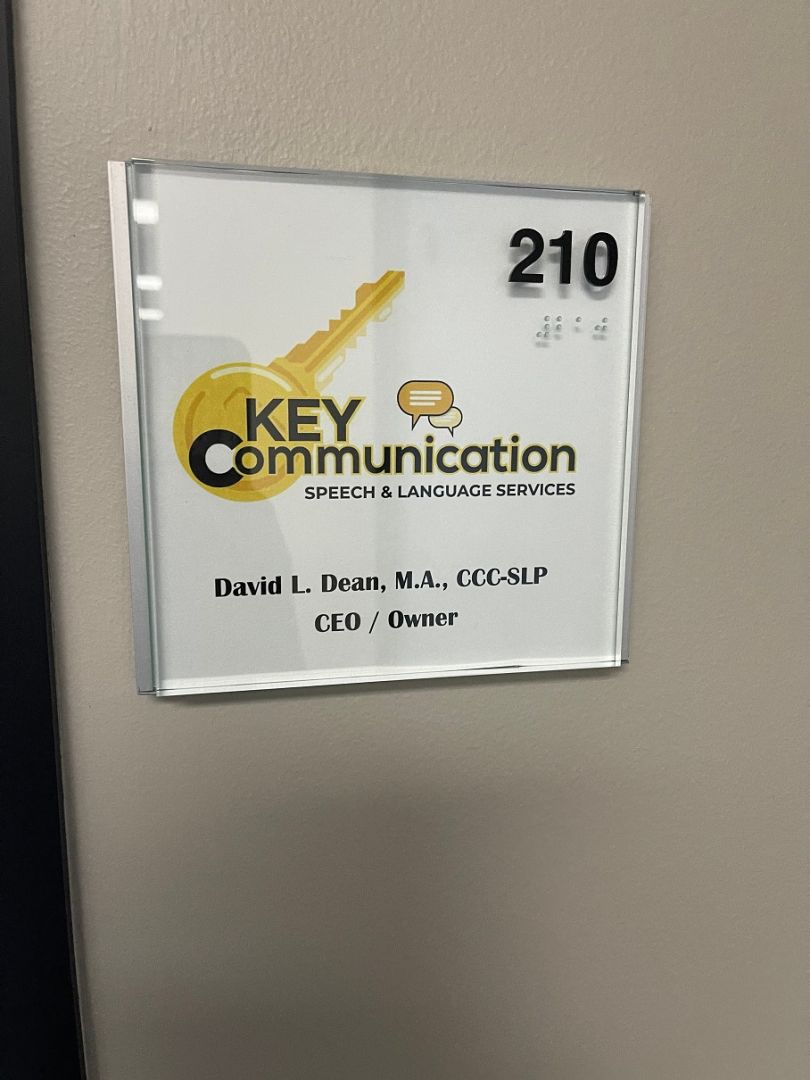 210
KEY
Communication
SPEECH & LANGUAGE SERVICES
David L. Dean, M.A., CCC-SLP
CEO / Owner